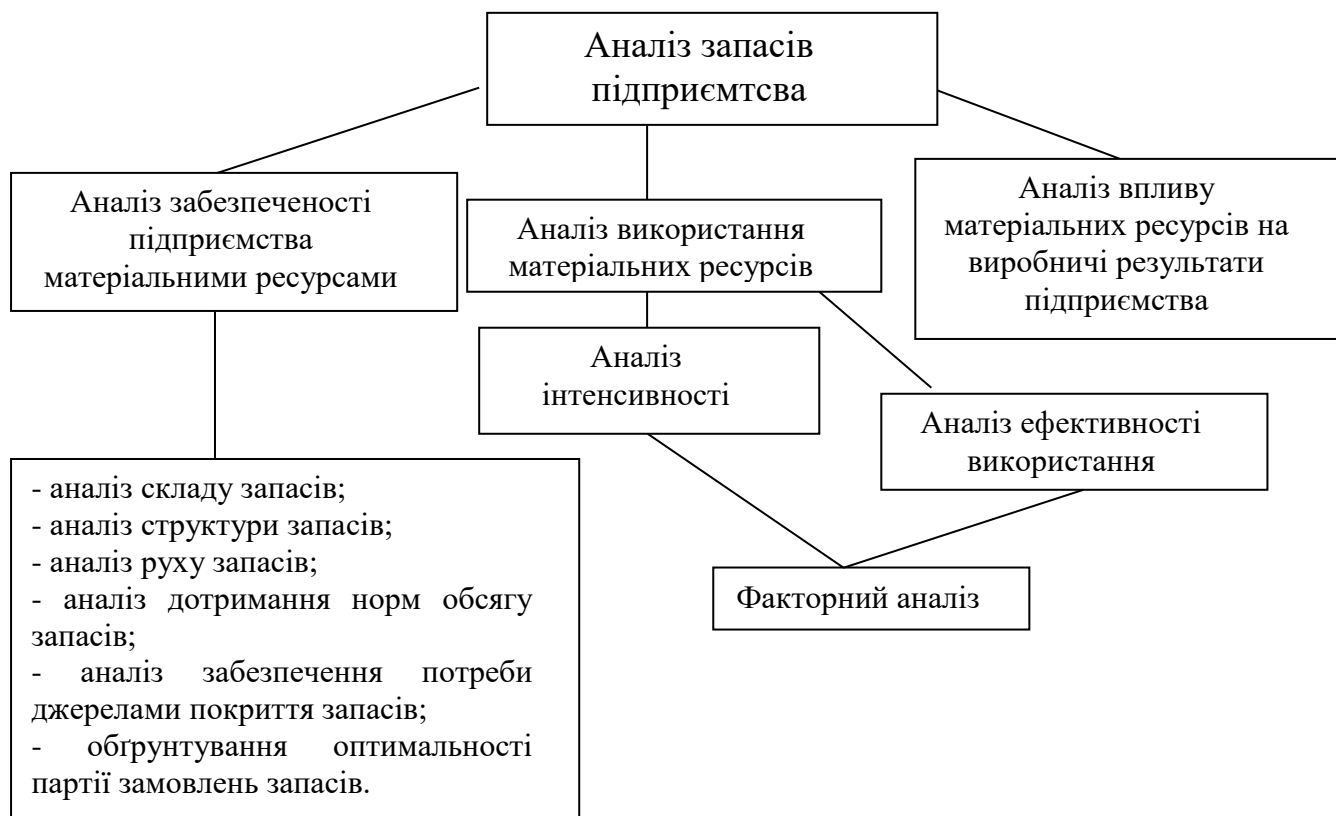 Аналіз запасів
підприємтсва
Аналіз забезпеченості
підприємства
матеріальними ресурсами
Аналіз використання
матеріальних ресурсів
Аналіз впливу
матеріальних ресурсів на
виробничі результати
підприємства
Аналіз
інтенсивності
Аналіз ефективності
використання
- аналіз складу запасів;
- аналіз структури запасів;
- аналіз руху запасів;
- аналіз дотримання норм обсягу
запасів;
- аналіз забезпечення потреби
джерелами покриття запасів;
- обґрунтування оптимальності
партії замовлень запасів.
Факторний аналіз